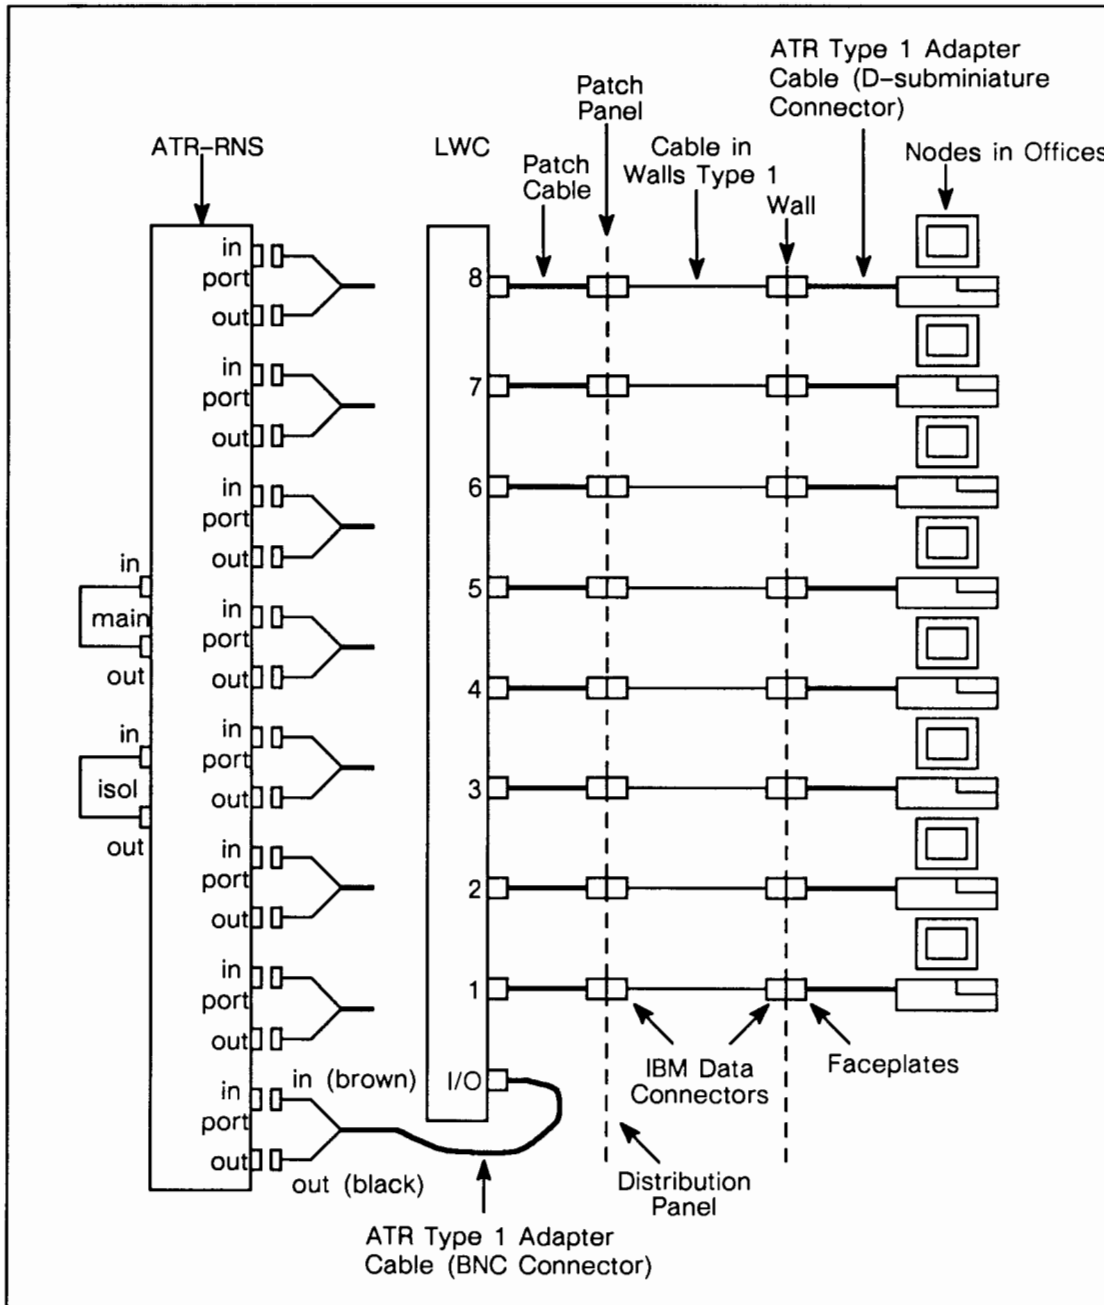 ATR Type 1 Adapter
Cable (D-subminiature
Connector)
Patch
Panel
ATR-RNS
LWC
Patch
Cable
Cable in
Walls Type 1
Wall
Nodes in Offices
in
port
out
8
in
port
out
7
in
port
out
6
in
main
out
in
port
out
5
4
in
isol
out
in
port
out
3
in
port
out
2
in
port
out
1
in
port
out
in (brown)
out (black)
I/O
IBM Data
Connectors
Faceplates
Distribution
Panel
ATR Type 1 Adapter
Cable (BNC Connector)